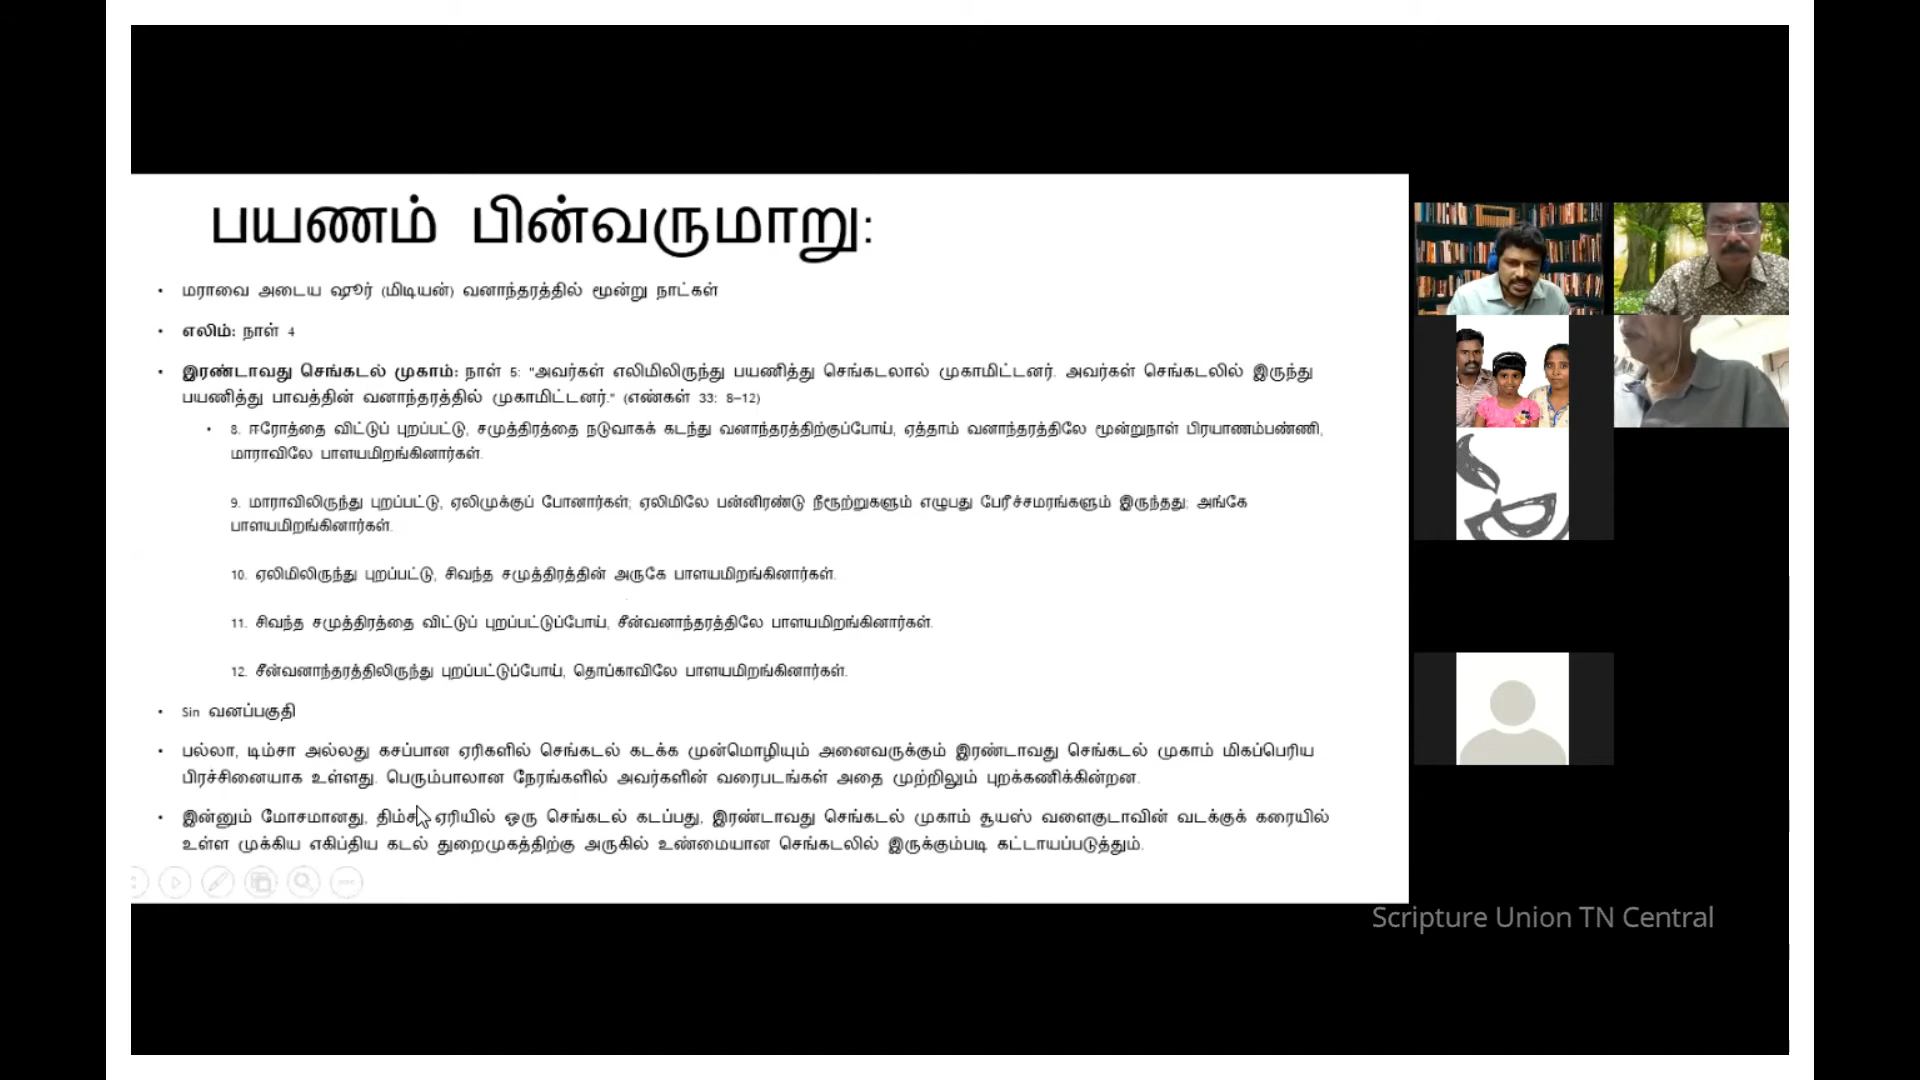 பயணம் பின்வருமாறு:
• மராவை அடைய ஷூர் (மிடியன்) வனாந்தரத்தில் மூன்று நாட்கள்
• எலிம்: நாள் 4
• இரண்டாவது செங்கடல் முகாம்: நாள் 5: "அவர்கள் எலிமிலிருந்து பயணித்து செங்கடலால் முகாமிட்டனர். அவர்கள் செங்கடலில் இருந்து
பயணித்து பாவத்தின் வனாந்தரத்தில் முகாமிட்டனர்." (எண்கள் 33: 8–12)
• 8. ஈரோத்தை விட்டுப் புறப்பட்டு, சமுத்திரத்தை நடுவாகக் கடந்து வனாந்தரத்திற்குப்போய், ஏத்தாம் வனாந்தரத்திலே மூன்றுநாள் பிரயாணம்பண்ணி,
மாராவிலே பாளயமிறங்கினார்கள்.
9. மாராவிலிருந்து புறப்பட்டு, ஏலிமுக்குப் போனார்கள்; ஏலிமிலே பன்னிரண்டு நீரூற்றுகளும் எழுபது பேரீச்சமரங்களும் இருந்தது; அங்கே
பாளயமிறங்கினார்கள்.
10. ஏலிமிலிருந்து புறப்பட்டு, சிவந்த சமுத்திரத்தின் அருகே பாளயமிறங்கினார்கள்.
11. சிவந்த சமுத்திரத்தை விட்டுப் புறப்பட்டுப்போய், சீன்வனாந்தரத்திலே பாளயமிறங்கினார்கள்.
12. சீன்வனாந்தரத்திலிருந்து புறப்பட்டுப்போய், தொப்காவிலே பாளயமிறங்கினார்கள்.
• Sin வனப்பகுதி
• பல்லா, டிம்சா அல்லது கசப்பான ஏரிகளில் செங்கடல் கடக்க முன்மொழியும் அனைவருக்கும் இரண்டாவது செங்கடல் முகாம் மிகப்பெரிய
பிரச்சினையாக உள்ளது. பெரும்பாலான நேரங்களில் அவர்களின் வரைபடங்கள் அதை முற்றிலும் புறக்கணிக்கின்றன.
• இன்னும் மோசமானது, திம்சா ஏரியில் ஒரு செங்கடல் கடப்பது, இரண்டாவது செங்கடல் முகாம் சூயஸ் வளைகுடாவின் வடக்குக் கரையில்
உள்ள முக்கிய எகிப்திய கடல் துறைமுகத்திற்கு அருகில் உண்மையான செங்கடலில் இருக்கும்படி கட்டாயப்படுத்தும்.
Scripture Union TN Central